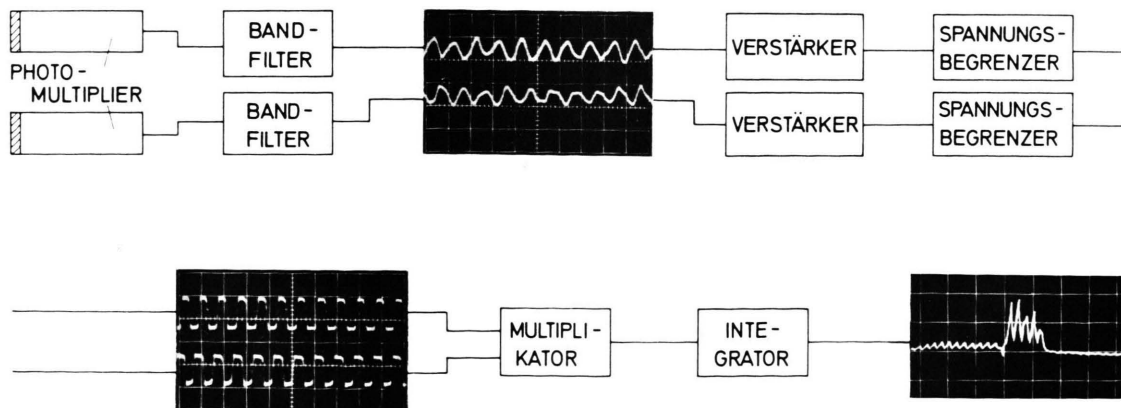 BAND-
FILTER
VERSTÄRKER
SPANNUNGS-
BEGRENZER
PHOTO-
MULTIPLIER
BAND-
FILTER
VERSTÄRKER
SPANNUNGS-
BEGRENZER
MULTIPLI-
KATOR
INTE-
GRATOR